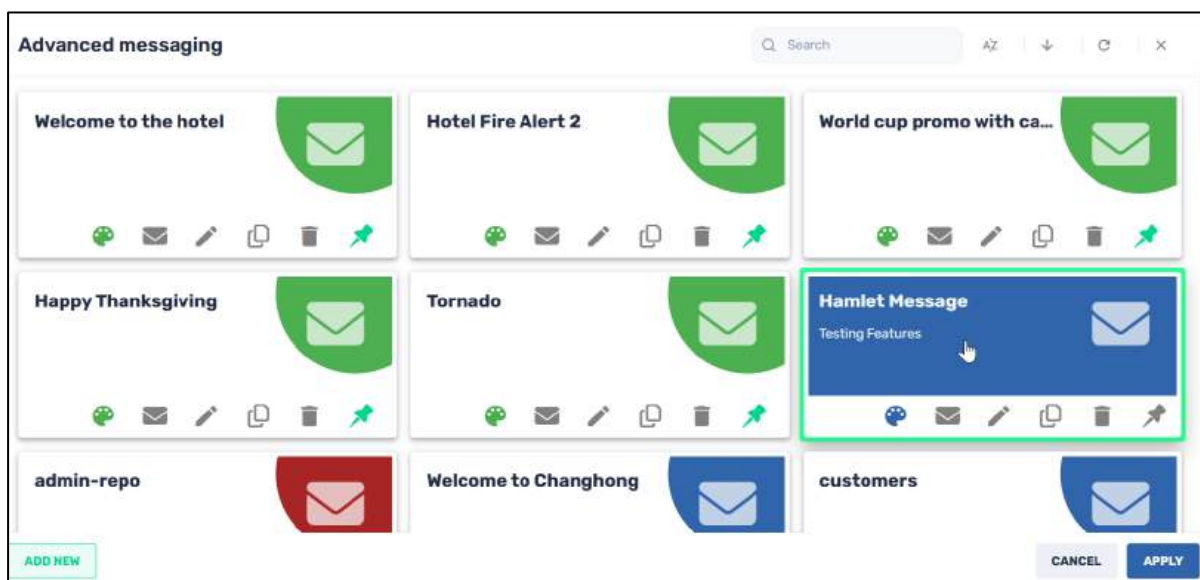 Advanced messaging
Search
AZ
Welcome to the hotel
Hotel Fire Alert 2
World cup promo with ca...
Happy Thanksgiving
Tornado
Hamlet Message
Testing Features
admin-repo
Welcome to Changhong
customers
ADD NEW
CANCEL
APPLY